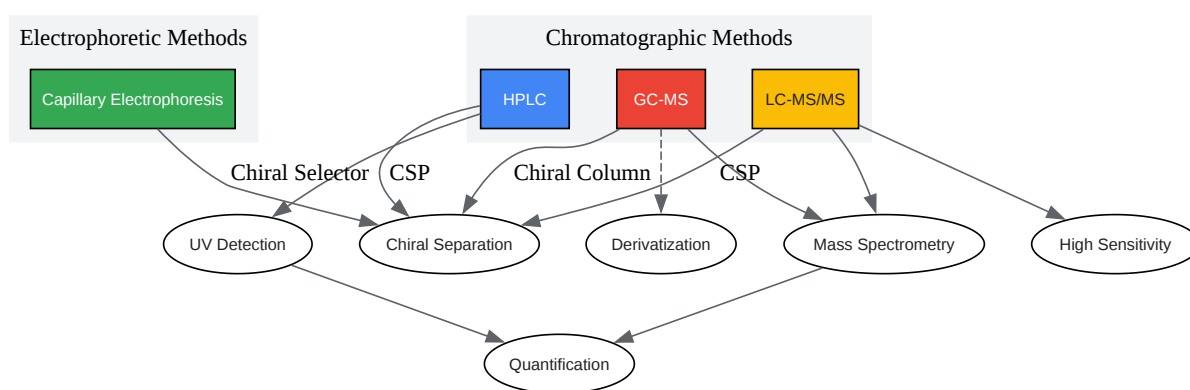 Electrophoretic Methods
Chromatographic Methods
Capillary Electrophoresis
HPLC
GC-MS
LC-MS/MS
Chiral Selector
CSP
Chiral Column
CSP
UV Detection
Chiral Separation
Derivatization
Mass Spectrometry
High Sensitivity
Quantification